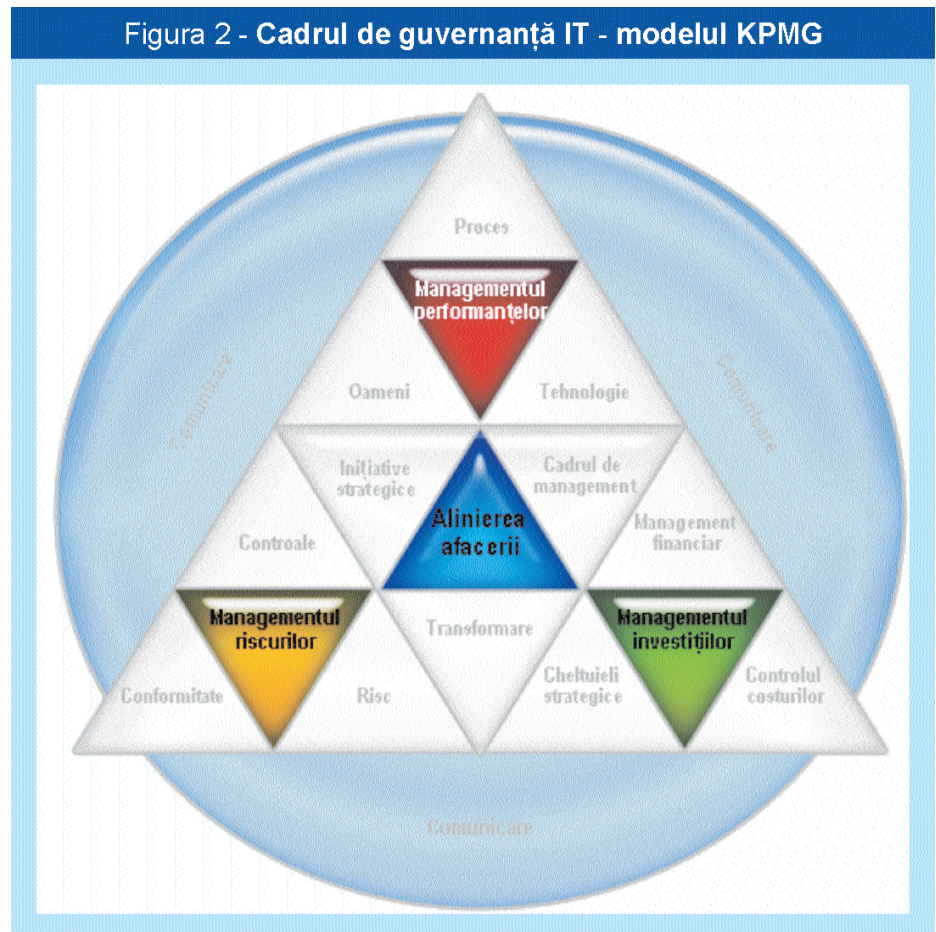 Figura 2 - Cadrul de guvernanță IT - modelul KPMG
Proces
Managementul
performanțelor
Oameni
Tehnologie
Comunicare
Comunicare
Inițiative
strategice
Cadrul de
management
Alinierea
afacerii
Controale
Management
financiar
Managementul
riscurilor
Transformare
Managementul
investițiilor
Conformitate
Risc
Cheltuieli
strategice
Controlul
costurilor
Comunicare